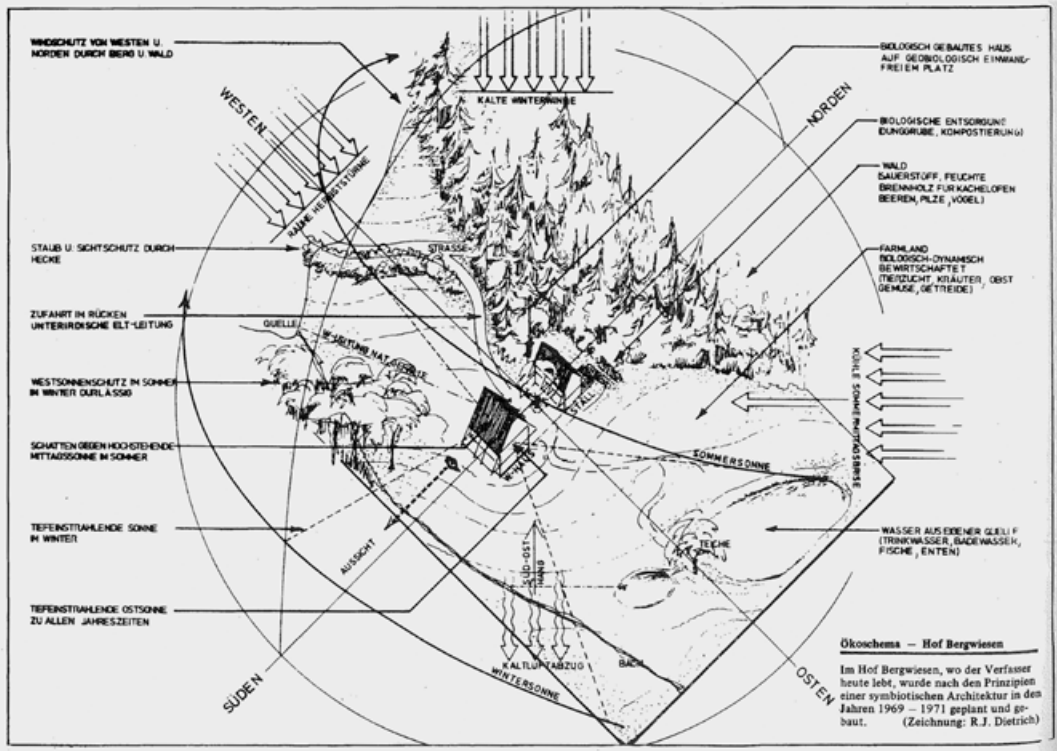 WINDSCHUTZ VON WESTEN U.
NORDEN DURCH BERG U. WALD
WESTEN
RAUHE HERBSTSTÜRME
STAUB U. SICHTSCHUTZ DURCH
HECKE
ZUFAHRT IM RÜCKEN
UNTERIRDISCHE ELT-LEITUNG
WESTSONNENSCHUTZ IM SOMMER
IM WINTER DURLÄSSIG
SCHATTEN GEGEN HOCHSTEHENDE
MITTAGSSONNE IM SOMMER
TIEFEINSTRAHLENDE SONNE
IM WINTER
TIEFEINSTRAHLENDE OSTSONNE
ZU ALLEN JAHRESZEITEN
SÜDEN
KALTE WINTERWINDE
STRASSE
QUELLE
W-LEITUNG NAT. GEFÄLLE
STALL
HAUS
SOMMERSONNE
AUSSICHT
SÜD-OST
HANG
TEICHE
KALTLUFTABZUG
BACH
WINTERSONNE
NORDEN
BIOLOGISCH GEBAUTES HAUS
AUF GEOBIOLOGISCH EINWAND-
FREIEM PLATZ
BIOLOGISCHE ENTSORGUNG
(DUNGGRUBE, KOMPOSTIERUNG)
WALD
(SAUERSTOFF, FEUCHTE
BRENNHOLZ FÜR KACHELOFEN
BEEREN, PILZE, VÖGEL)
FARMLAND
BIOLOGISCH-DYNAMISCH
BEWIRTSCHAFTET
(TIERZUCHT, KRÄUTER, OBST
GEMÜSE, GETREIDE)
KÜHLE SOMMERMITTAGSBRISE
WASSER AUS EIGENER QUELLE
(TRINKWASSER, BADEWASSER,
FISCHE, ENTEN)
OSTEN
Ökoschema — Hof Bergwiesen
Im Hof Bergwiesen, wo der Verfasser
heute lebt, wurde nach den Prinzipien
einer symbiotischen Architektur in den
Jahren 1969 — 1971 geplant und ge-
baut. (Zeichnung: R.J. Dietrich)